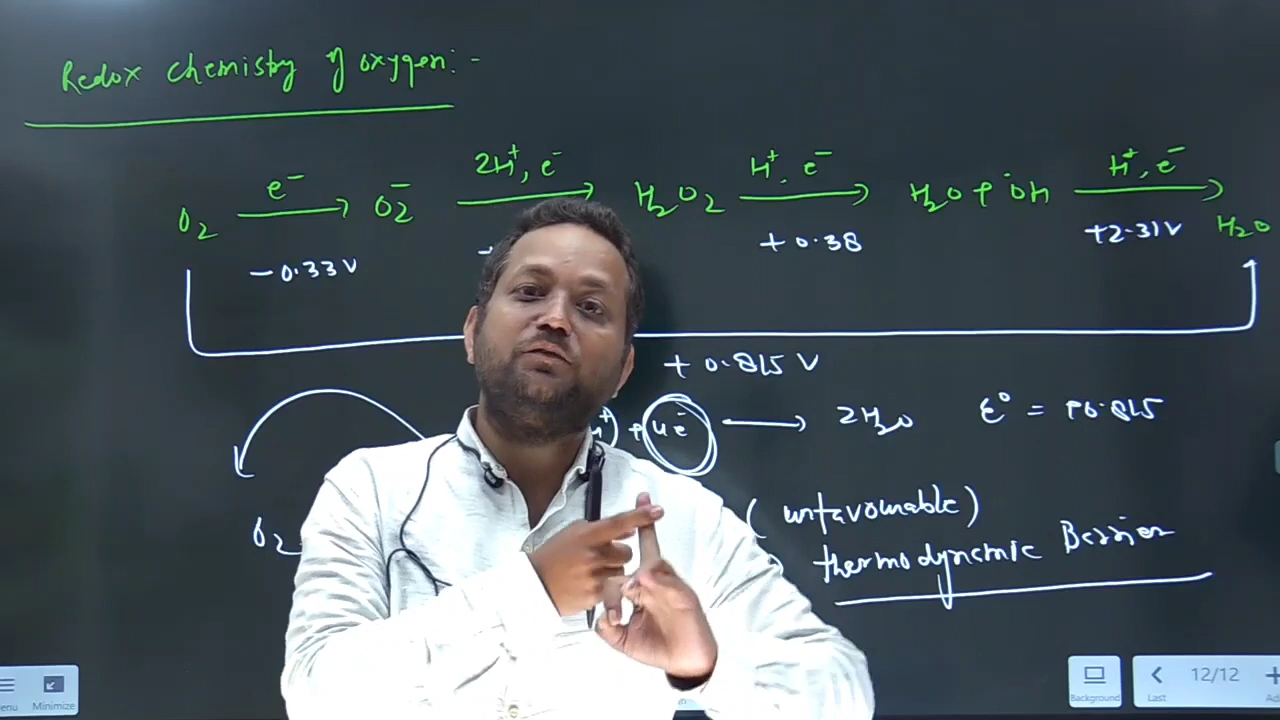 Redox chemistry of oxygen:-
O₂ —e⁻→ O₂⁻ —2H⁺, e⁻→ H₂O₂ —H⁺, e⁻→ H₂O + •OH —H⁺, e⁻→ H₂O
-0.33V +0.38 +2.31V
+0.815 V
+ 4e⁻ → 2H₂O E° = +0.815
(unfavourable)
O₂ thermodynamic Barrier
Minimize Background Last 12/12